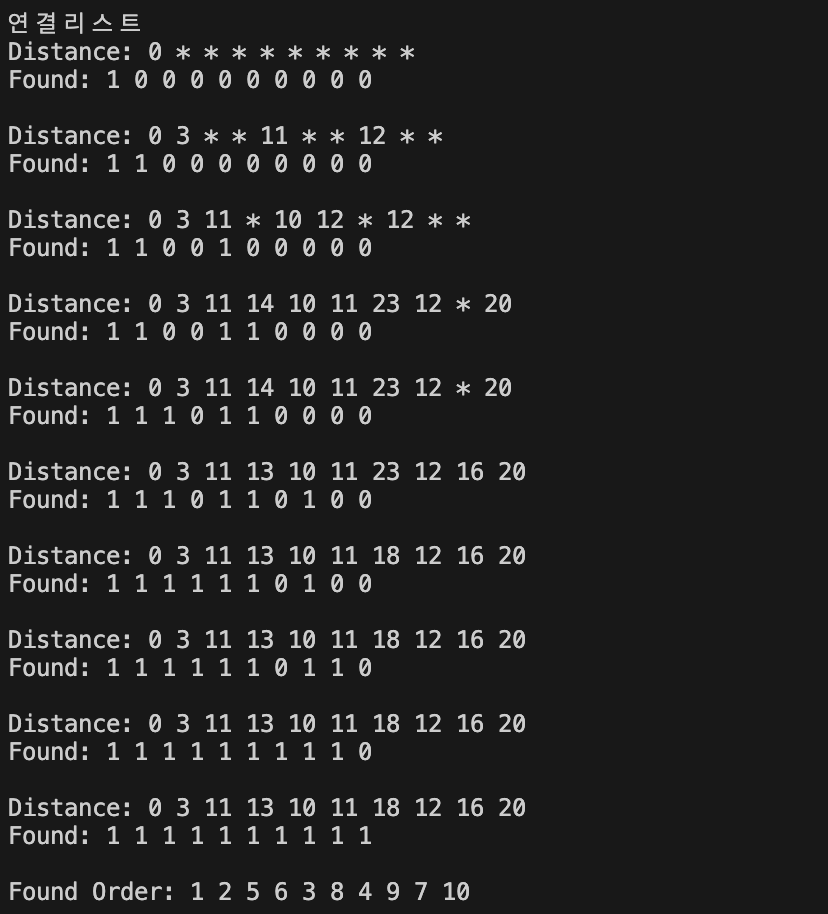 연결리스트
Distance: 0 * * * * * * * * *
Found: 1 0 0 0 0 0 0 0 0 0
Distance: 0 3 * * 11 * * 12 * *
Found: 1 1 0 0 0 0 0 0 0 0
Distance: 0 3 11 * 10 12 * 12 * *
Found: 1 1 0 0 1 0 0 0 0 0
Distance: 0 3 11 14 10 11 23 12 * 20
Found: 1 1 0 0 1 1 0 0 0 0
Distance: 0 3 11 14 10 11 23 12 * 20
Found: 1 1 1 0 1 1 0 0 0 0
Distance: 0 3 11 13 10 11 23 12 16 20
Found: 1 1 1 0 1 1 0 1 0 0
Distance: 0 3 11 13 10 11 18 12 16 20
Found: 1 1 1 1 1 1 0 1 0 0
Distance: 0 3 11 13 10 11 18 12 16 20
Found: 1 1 1 1 1 1 0 1 1 0
Distance: 0 3 11 13 10 11 18 12 16 20
Found: 1 1 1 1 1 1 1 1 1 0
Distance: 0 3 11 13 10 11 18 12 16 20
Found: 1 1 1 1 1 1 1 1 1 1
Found Order: 1 2 5 6 3 8 4 9 7 10